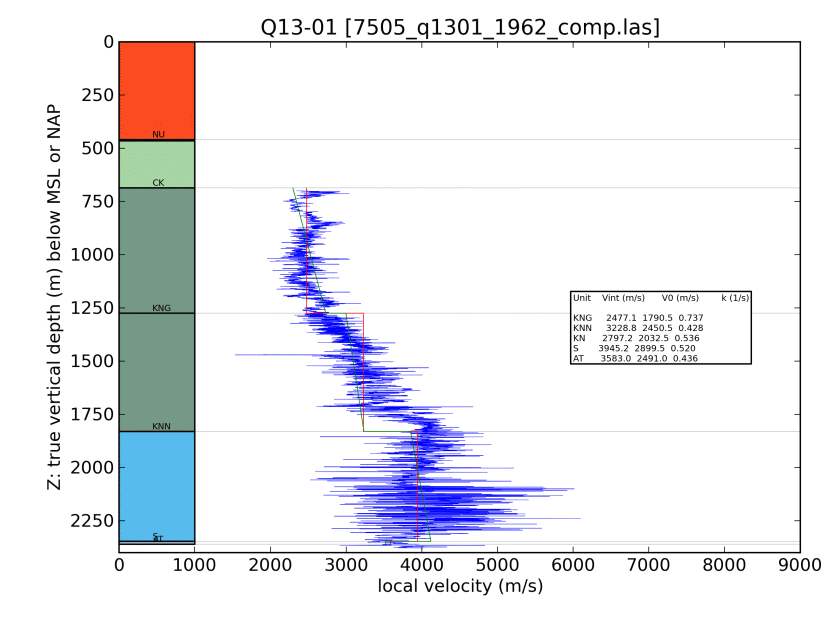 Q13-01 [7505_q1301_1962_comp.las]
Z: true vertical depth (m) below MSL or NAP
0
250
500
750
1000
1250
1500
1750
2000
2250
NU
CK
KNG
KNN
S
AT
Unit Vint (m/s) V0 (m/s) k (1/s)
KNG 2477.1 1790.5 0.737
KNN 3228.8 2450.5 0.428
KN 2797.2 2032.5 0.536
S 3945.2 2899.5 0.520
AT 3583.0 2491.0 0.436
0 1000 2000 3000 4000 5000 6000 7000 8000 9000
local velocity (m/s)